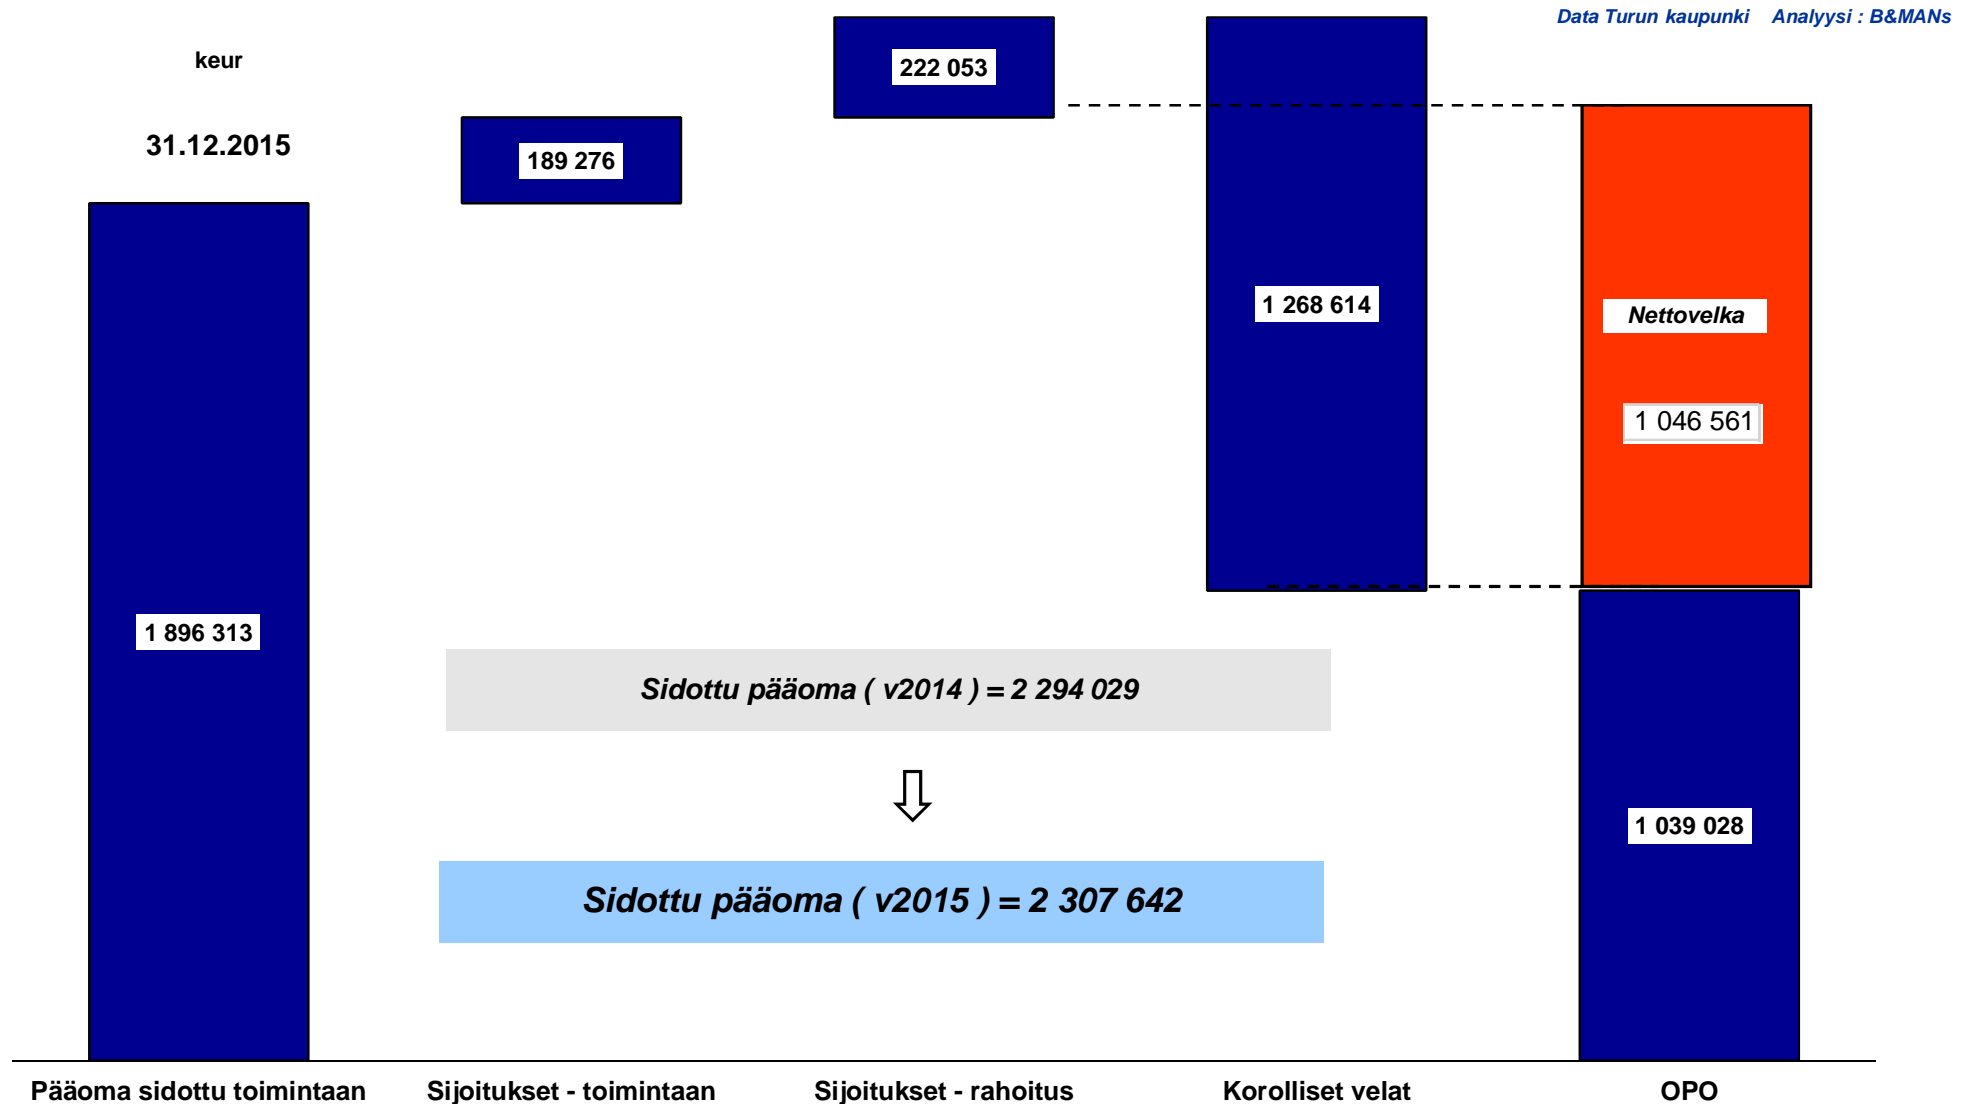 Data Turun kaupunki Analyysi : B&MANs
keur
31.12.2015
222 053
189 276
1 268 614
Nettovelka
1 046 561
1 896 313
Sidottu pääoma ( v2014 ) = 2 294 029
1 039 028
Sidottu pääoma ( v2015 ) = 2 307 642
Pääoma sidottu toimintaan
Sijoitukset - toimintaan
Sijoitukset - rahoitus
Korolliset velat
OPO